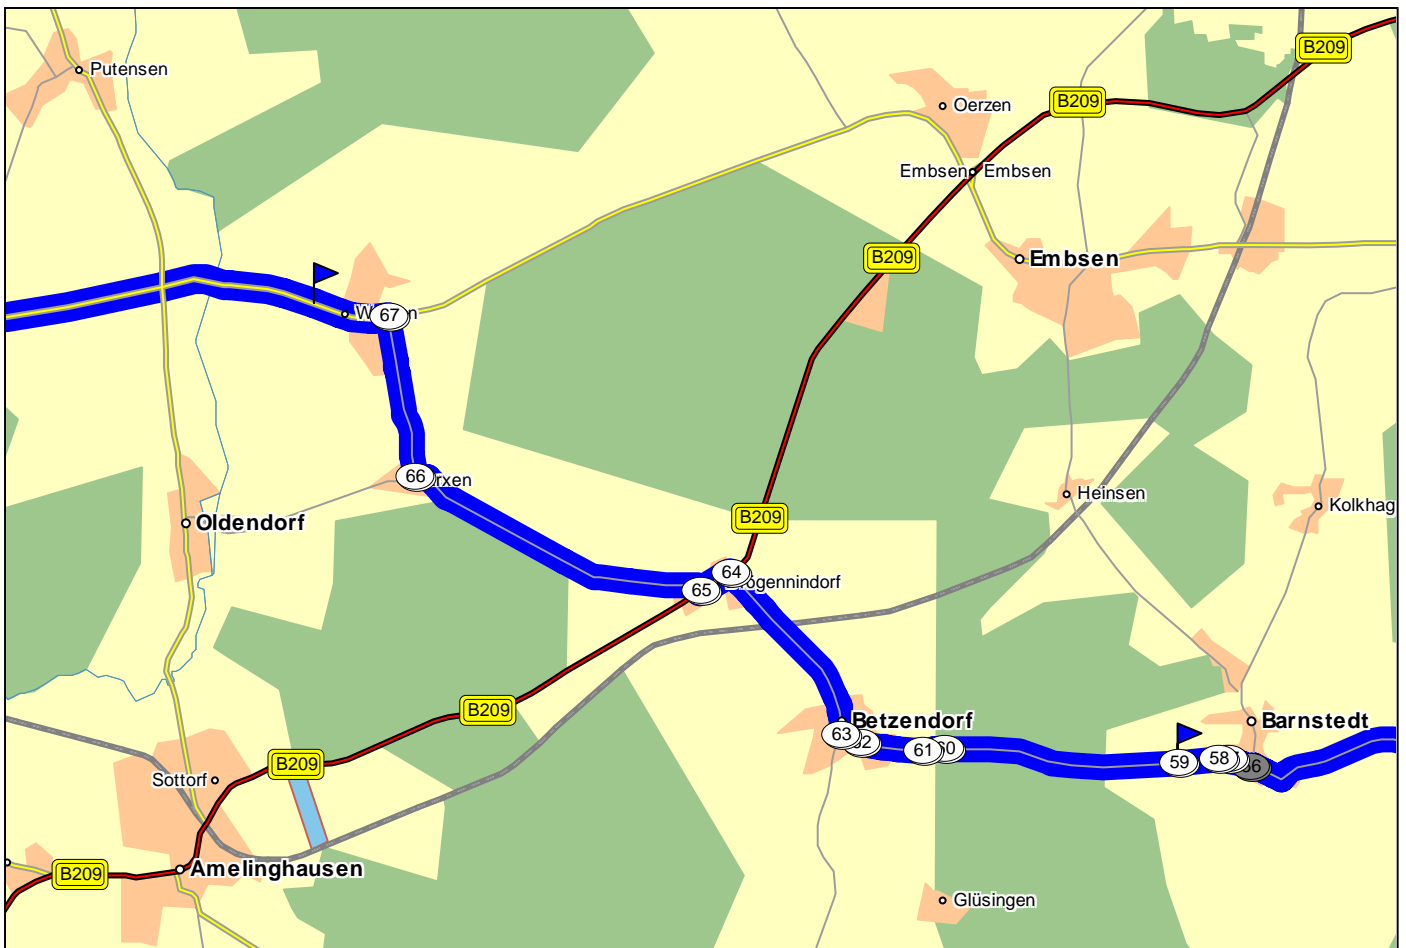 B209
Putensen
B209
Oerzen
Embsen
Embsen
B209
Embsen
67
66
Heinsen
Kolkhag
B209
Oldendorf
64
65
B209
Betzendorf
Barnstedt
63
61
58
59
B209
Sottorf
B209
Amelinghausen
Glüsingen